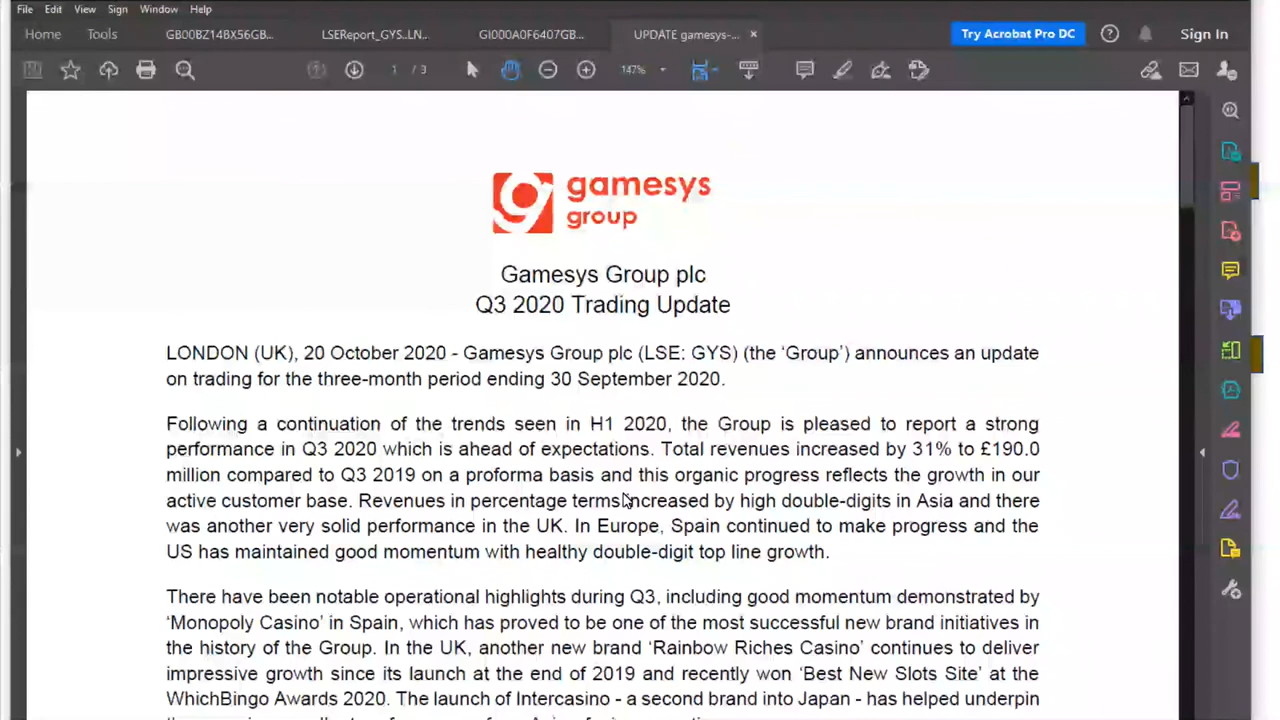 File Edit View Sign Window Help
Home Tools GB00BZ14BX56GB... LSEReport_GYS..LN... GI000A0F6407GB... UPDATE gamesys-... × Try Acrobat Pro DC ? Sign In
1 / 3 147%
gamesys
group
Gamesys Group plc
Q3 2020 Trading Update
LONDON (UK), 20 October 2020 - Gamesys Group plc (LSE: GYS) (the ‘Group’) announces an update
on trading for the three-month period ending 30 September 2020.
Following a continuation of the trends seen in H1 2020, the Group is pleased to report a strong
performance in Q3 2020 which is ahead of expectations. Total revenues increased by 31% to £190.0
million compared to Q3 2019 on a proforma basis and this organic progress reflects the growth in our
active customer base. Revenues in percentage terms increased by high double-digits in Asia and there
was another very solid performance in the UK. In Europe, Spain continued to make progress and the
US has maintained good momentum with healthy double-digit top line growth.
There have been notable operational highlights during Q3, including good momentum demonstrated by
‘Monopoly Casino’ in Spain, which has proved to be one of the most successful new brand initiatives in
the history of the Group. In the UK, another new brand ‘Rainbow Riches Casino’ continues to deliver
impressive growth since its launch at the end of 2019 and recently won ‘Best New Slots Site’ at the
WhichBingo Awards 2020. The launch of Intercasino - a second brand into Japan - has helped underpin